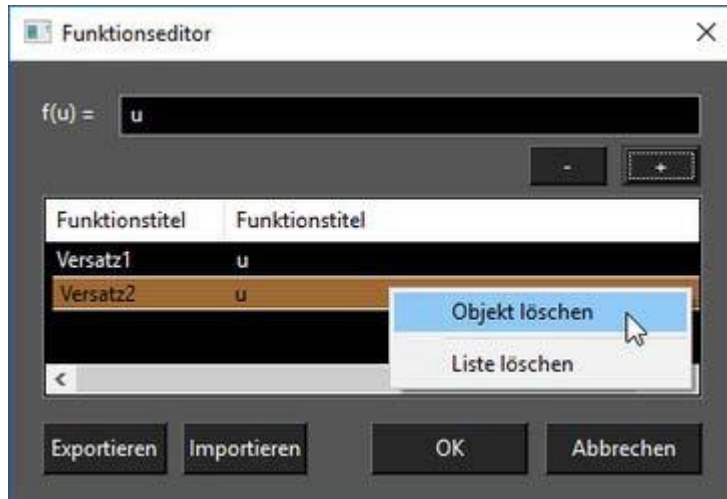 Funktionseditor
f(u) = u
- +
Funktionstitel Funktionstitel
Versatz1 u
Versatz2 u
Objekt löschen
Liste löschen
Exportieren Importieren OK Abbrechen